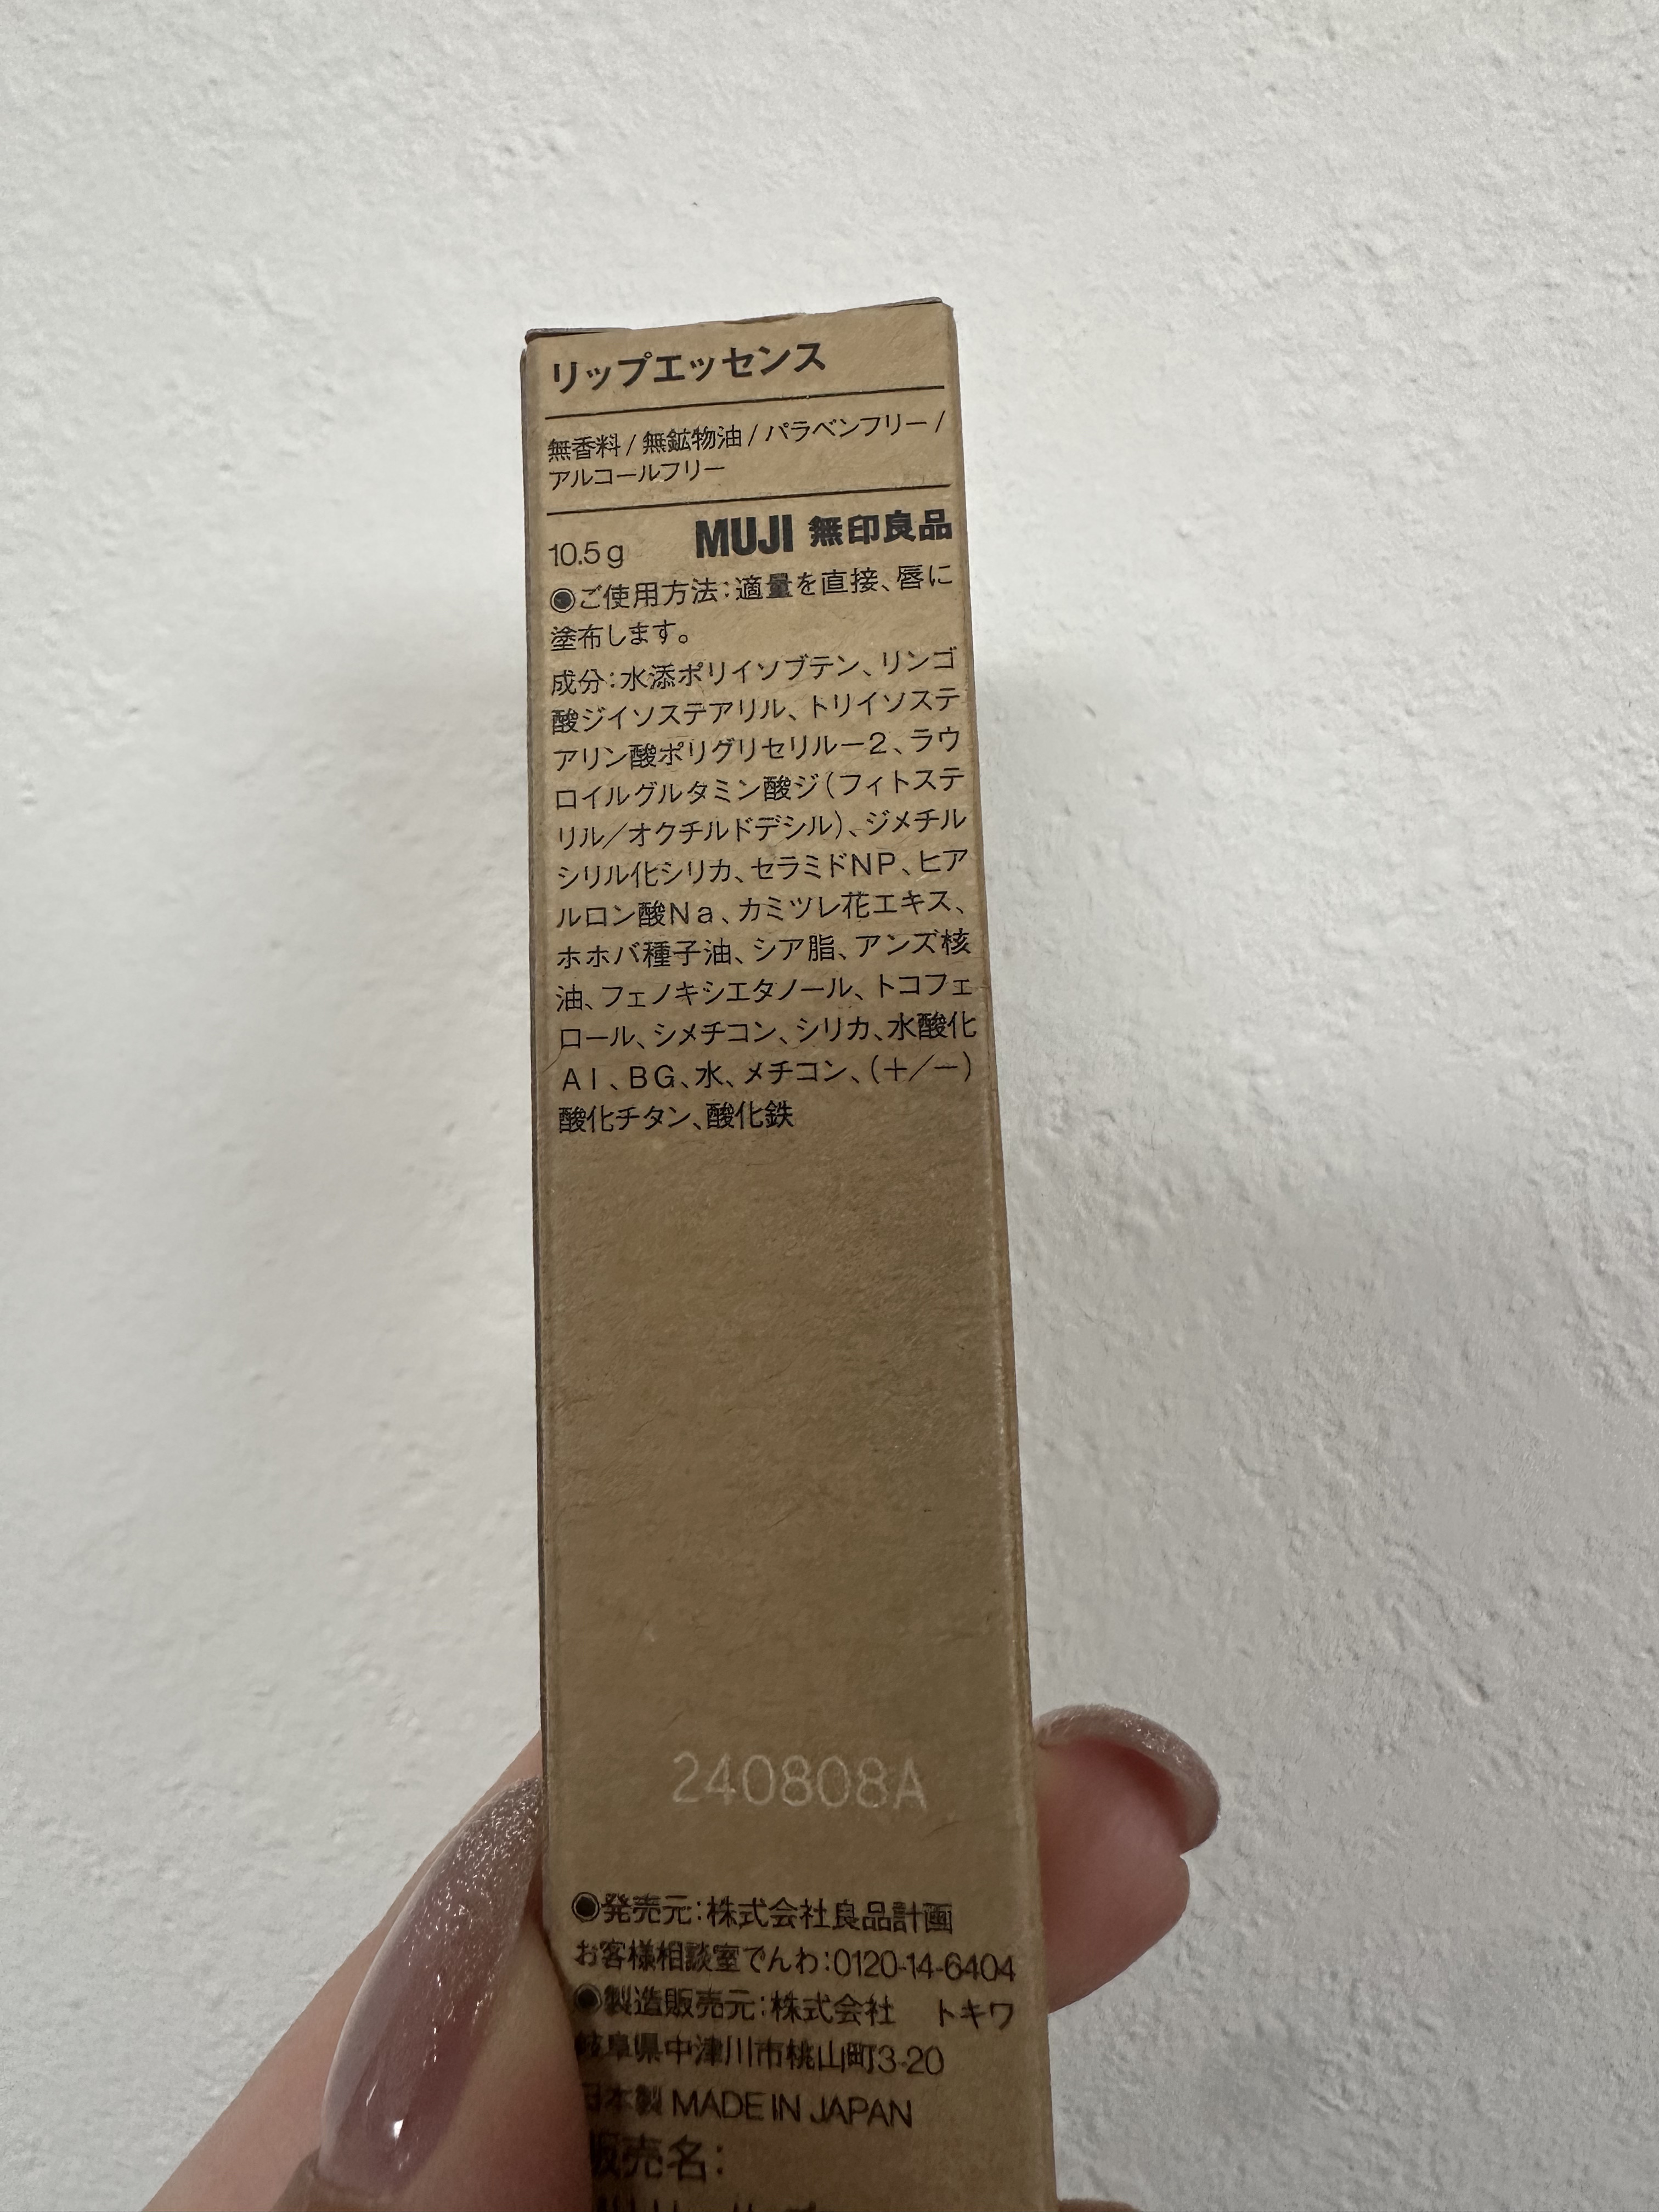 リップエッセンス
無香料/無鉱物油/パラベンフリー/
アルコールフリー
10.5g MUJI 無印良品
◉ご使用方法:適量を直接、唇に
塗布します。
成分:水添ポリイソブテン、リンゴ
酸ジイソステアリル、トリイソステ
アリン酸ポリグリセリル－2、ラウ
ロイルグルタミン酸ジ(フィトステ
リル／オクチルドデシル)、ジメチル
シリル化シリカ、セラミドNP、ヒア
ルロン酸Na、カミツレ花エキス、
ホホバ種子油、シア脂、アンズ核
油、フェノキシエタノール、トコフェ
ロール、シメチコン、シリカ、水酸化
Al、BG、水、メチコン、(＋／－)
酸化チタン、酸化鉄
240808A
◉発売元:株式会社良品計画
お客様相談室でんわ:0120-14-6404
◉製造販売元:株式会社　トキワ
岐阜県中津川市桃山町3-20
日本製 MADE IN JAPAN
販売名: